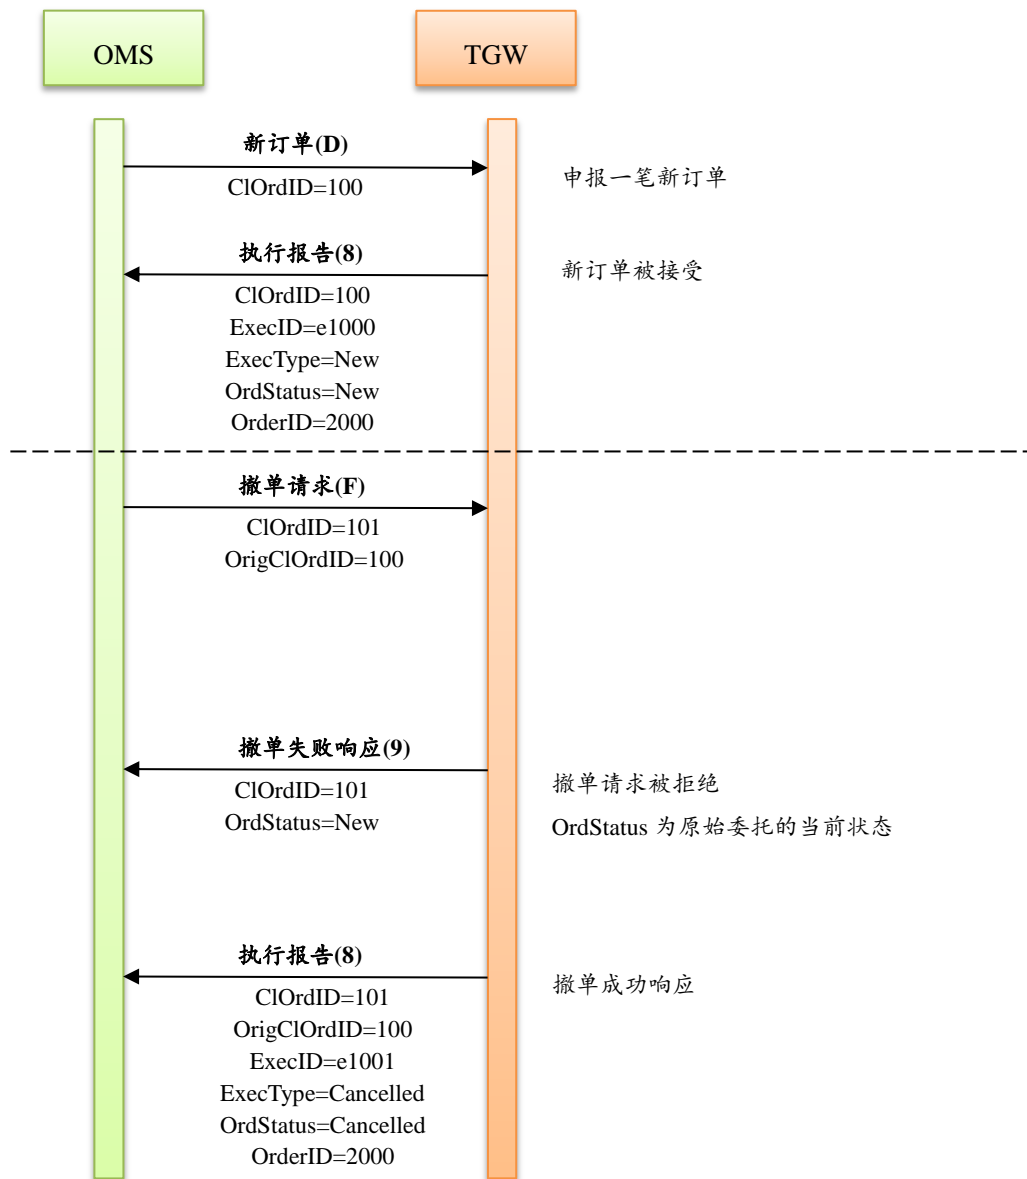 OMS
TGW
新订单(D)
ClOrdID=100
申报一笔新订单
执行报告(8)
新订单被接受
ClOrdID=100
ExecID=e1000
ExecType=New
OrdStatus=New
OrderID=2000
撤单请求(F)
ClOrdID=101
OrigClOrdID=100
撤单失败响应(9)
撤单请求被拒绝
ClOrdID=101
OrdStatus=New
OrdStatus 为原始委托的当前状态
执行报告(8)
撤单成功响应
ClOrdID=101
OrigClOrdID=100
ExecID=e1001
ExecType=Cancelled
OrdStatus=Cancelled
OrderID=2000